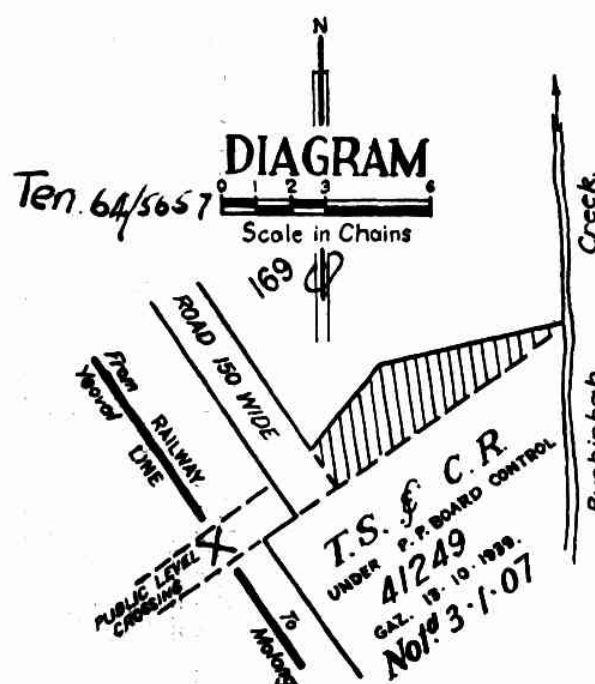 N
DIAGRAM
0 1 2 3 6
Scale in Chains
Ten. 64/5657
169
ROAD 150 WIDE
From
Yeoval
RAILWAY
LINE
PUBLIC LEVEL
CROSSING
To
T.S. & C.R.
UNDER P.P. BOARD CONTROL
41249
GAZ. 13.10.1939.
Not'd 3.1.07
Creek.